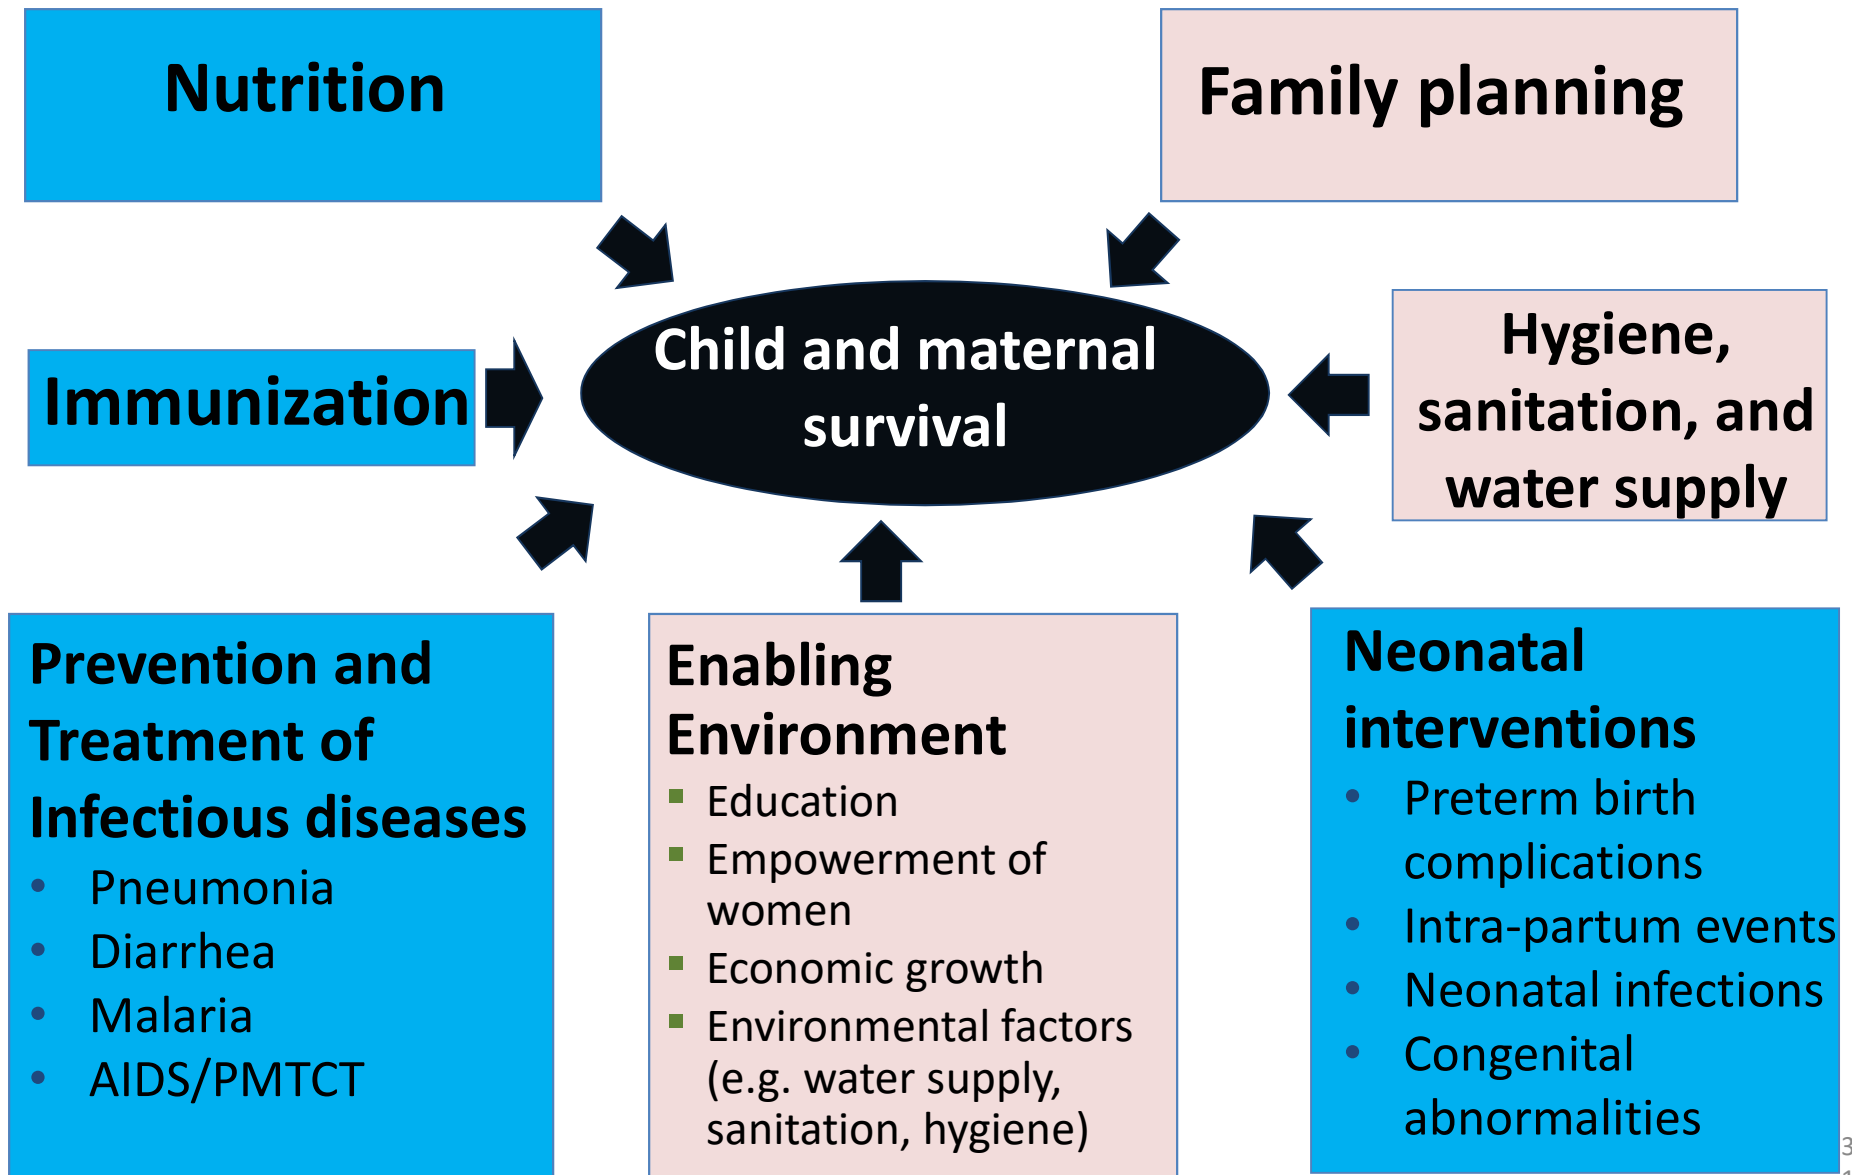 Nutrition
Family planning
Child and maternal
survival
Immunization
Hygiene,
sanitation, and
water supply
Prevention and
Treatment of
Infectious diseases
• Pneumonia
• Diarrhea
• Malaria
• AIDS/PMTCT
Enabling
Environment
▪ Education
▪ Empowerment of
women
▪ Economic growth
▪ Environmental factors
(e.g. water supply,
sanitation, hygiene)
Neonatal
interventions
• Preterm birth
complications
• Intra-partum events
• Neonatal infections
• Congenital
abnormalities
3